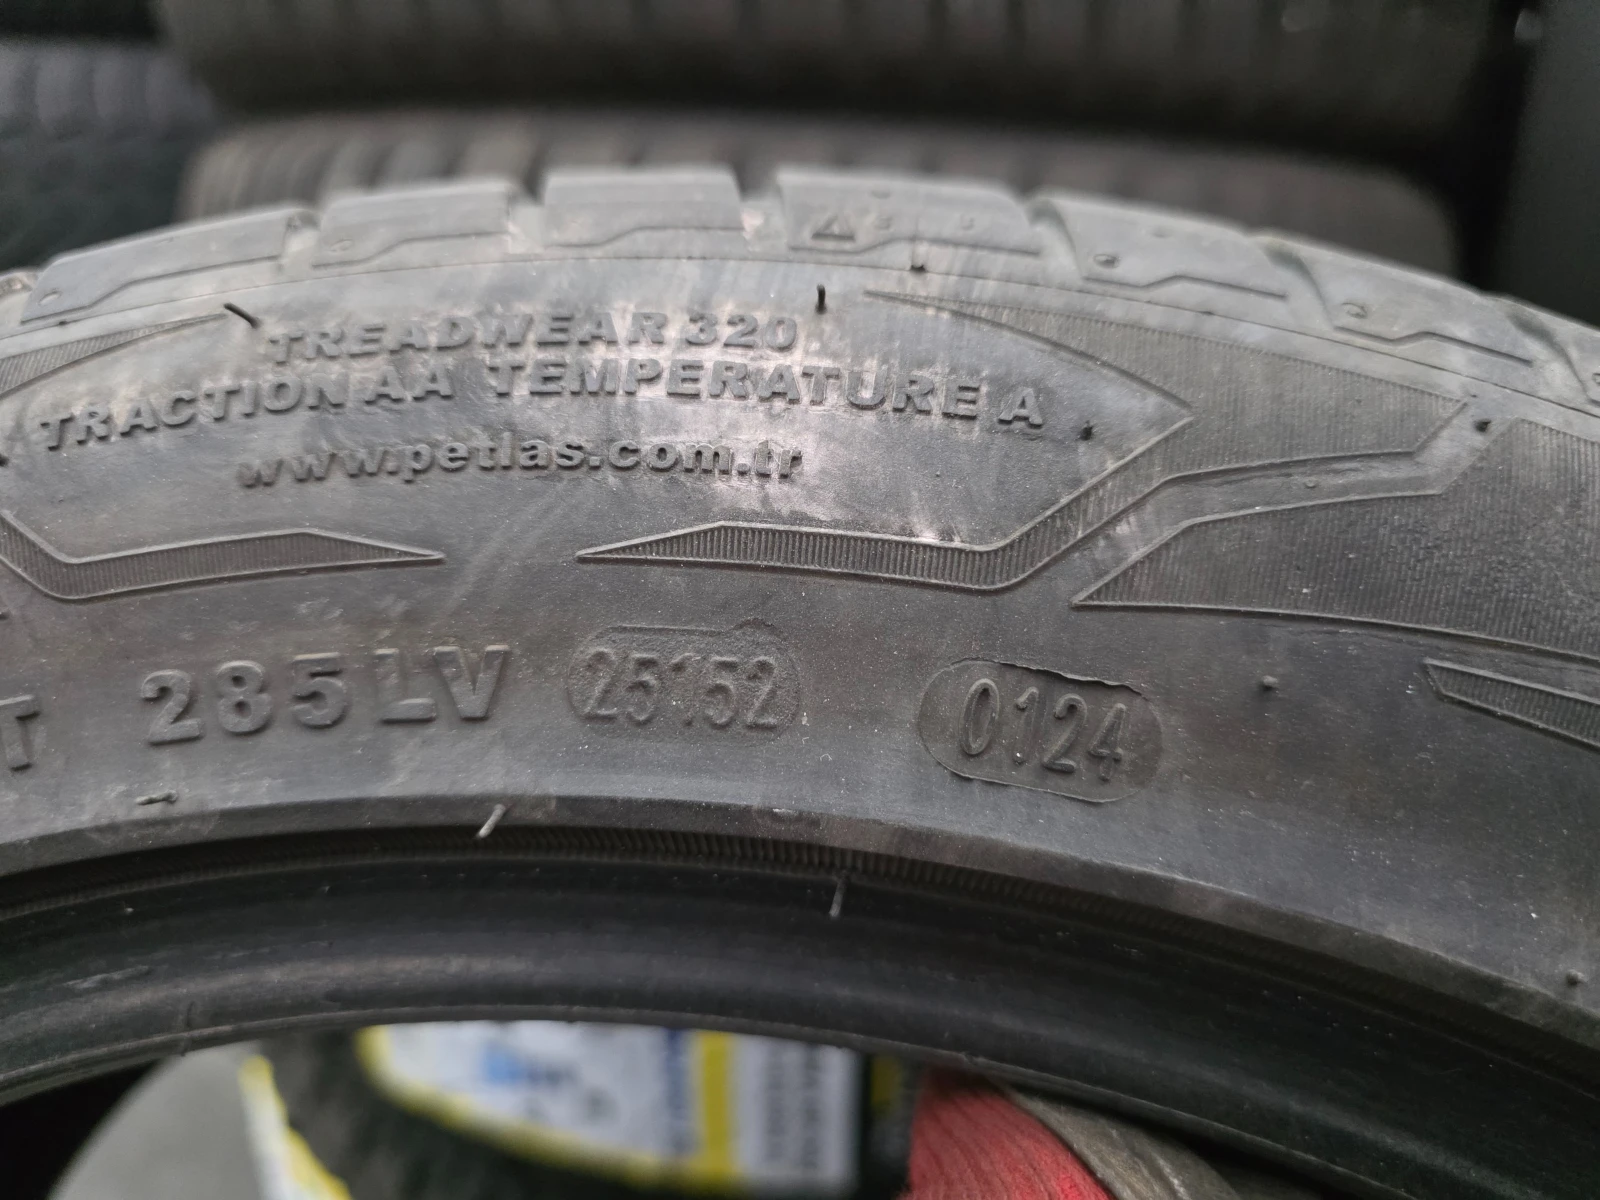 TREADWEAR 320
TRACTION AA TEMPERATURE A
www.petlas.com.tr
T 285LV 25152 0124